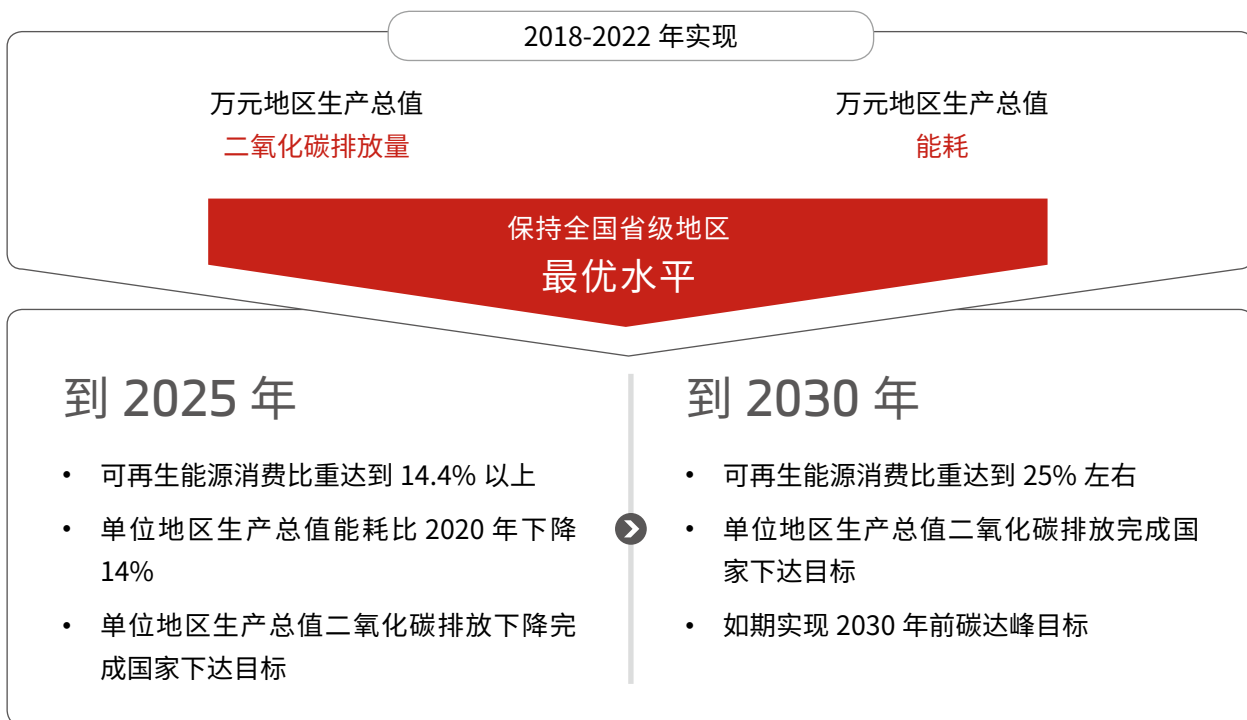 2018-2022 年实现
万元地区生产总值
二氧化碳排放量
万元地区生产总值
能耗
保持全国省级地区
最优水平
到 2025 年
• 可再生能源消费比重达到 14.4% 以上
• 单位地区生产总值能耗比 2020 年下降
14%
• 单位地区生产总值二氧化碳排放下降完
成国家下达目标
到 2030 年
• 可再生能源消费比重达到 25% 左右
• 单位地区生产总值二氧化碳排放完成国
家下达目标
• 如期实现 2030 年前碳达峰目标